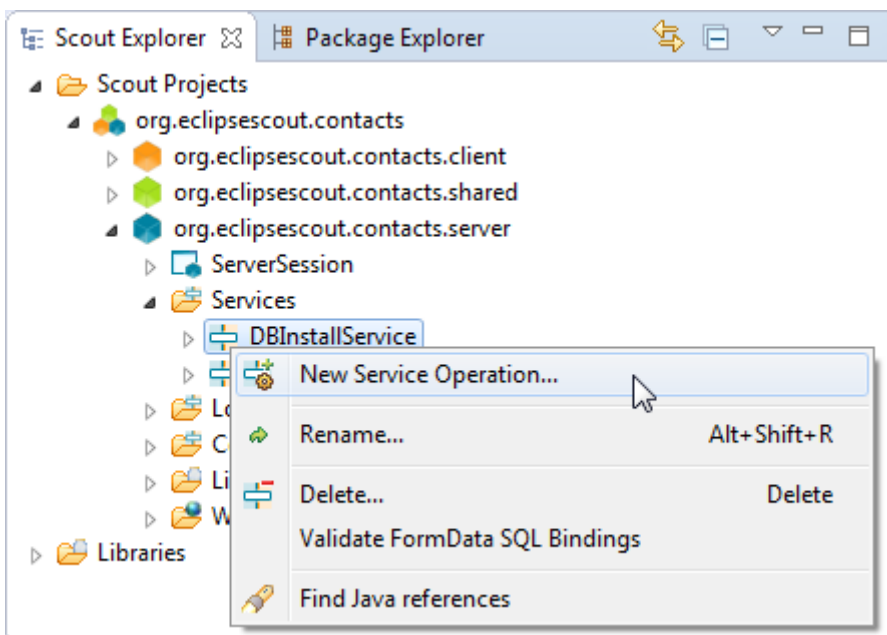 Scout Explorer Package Explorer
Scout Projects
org.eclipsescout.contacts
org.eclipsescout.contacts.client
org.eclipsescout.contacts.shared
org.eclipsescout.contacts.server
ServerSession
Services
DBInstallService
New Service Operation...
Rename... Alt+Shift+R
Delete... Delete
Validate FormData SQL Bindings
Libraries
Find Java references